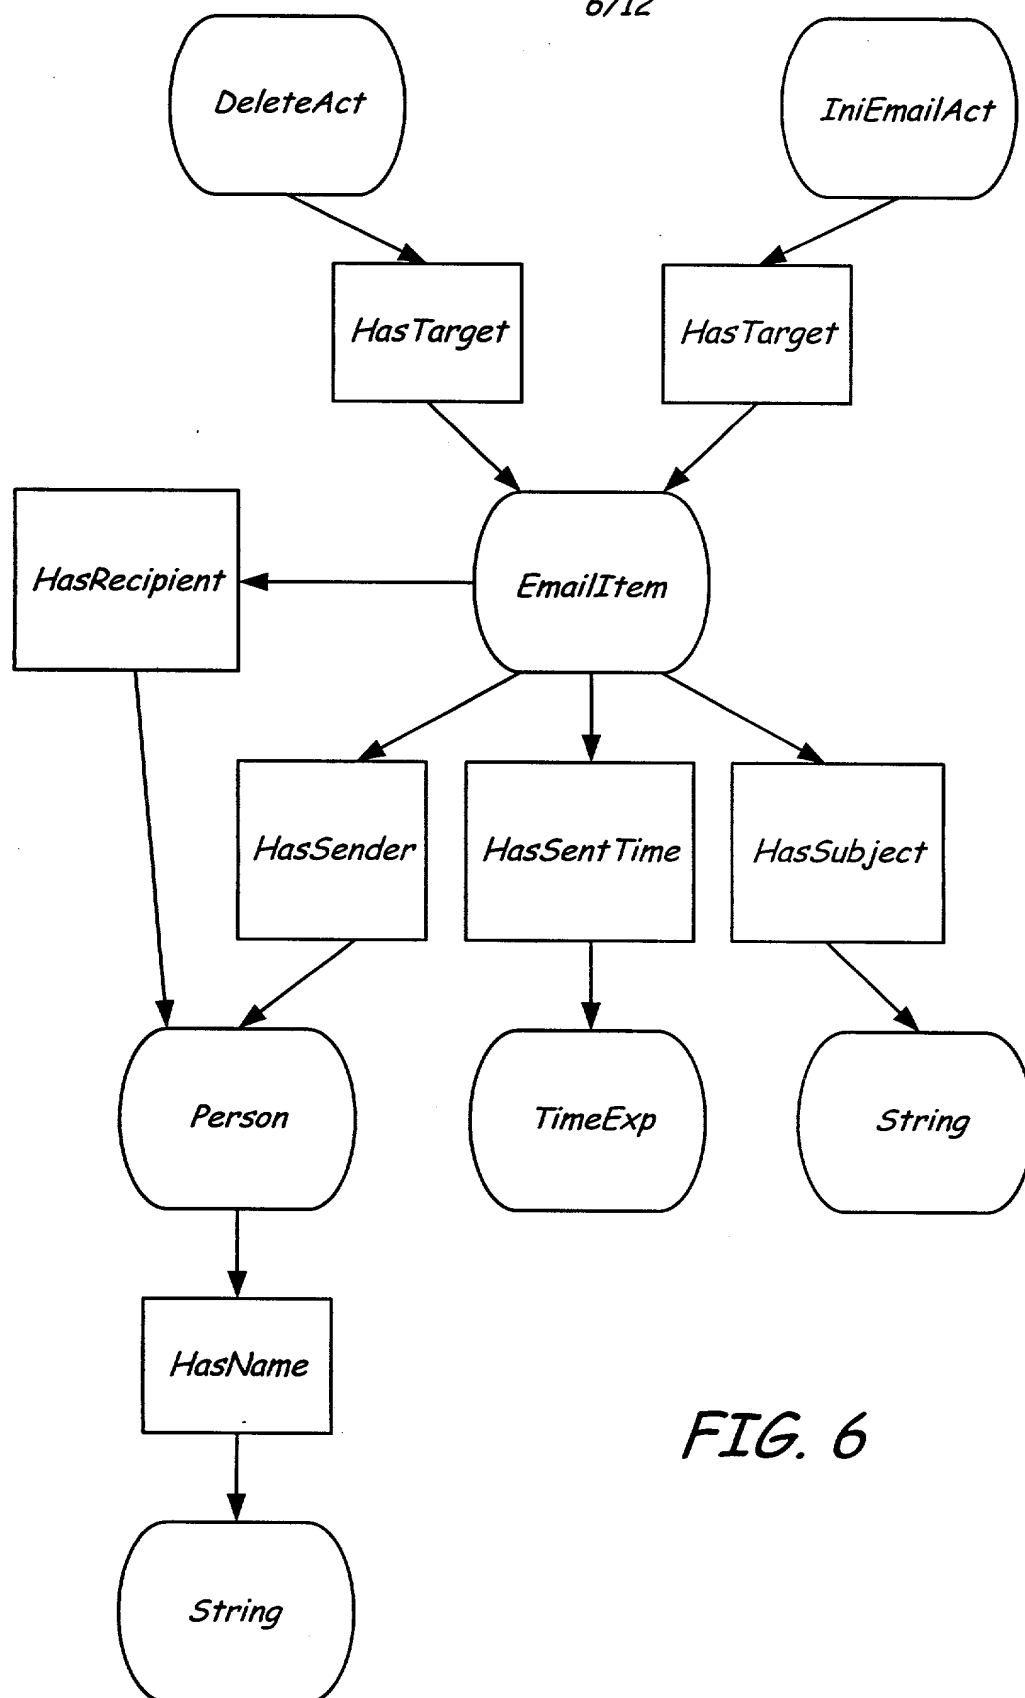 6/12
DeleteAct
IniEmailAct
HasTarget
HasTarget
HasRecipient
EmailItem
HasSender
HasSentTime
HasSubject
Person
TimeExp
String
HasName
FIG. 6
String